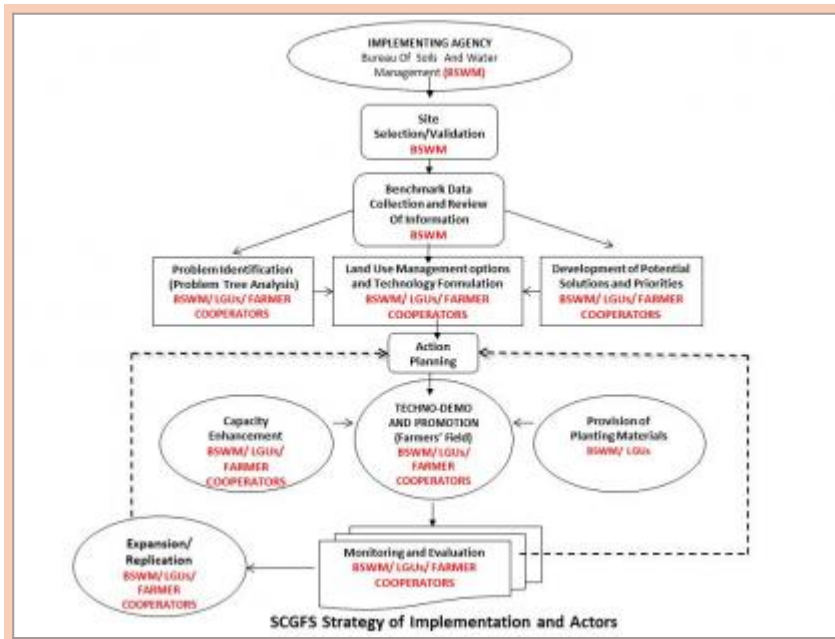 IMPLEMENTING AGENCY
Bureau Of Soils And Water
Management (BSWM)
Site
Selection/Validation
BSWM
Benchmark Data
Collection and Review
Of Information
BSWM
Problem Identification
(Problem Tree Analysis)
BSWM/ LGUs/ FARMER
COOPERATORS
Land Use Management options
and Technology Formulation
BSWM/ LGUs/ FARMER
COOPERATORS
Development of Potential
Solutions and Priorities
BSWM/ LGUs/ FARMER
COOPERATORS
Action
Planning
Capacity
Enhancement
BSWM/ LGUs/
FARMER
COOPERATORS
TECHNO-DEMO
AND PROMOTION
(Farmers' Field)
BSWM/ LGUs/
FARMER
COOPERATORS
Provision of
Planting Materials
BSWM/ LGUs
Expansion/
Replication
BSWM/ LGUs/
FARMER
COOPERATORS
Monitoring and Evaluation
BSWM/ LGUs/ FARMER
COOPERATORS
SCGFS Strategy of Implementation and Actors